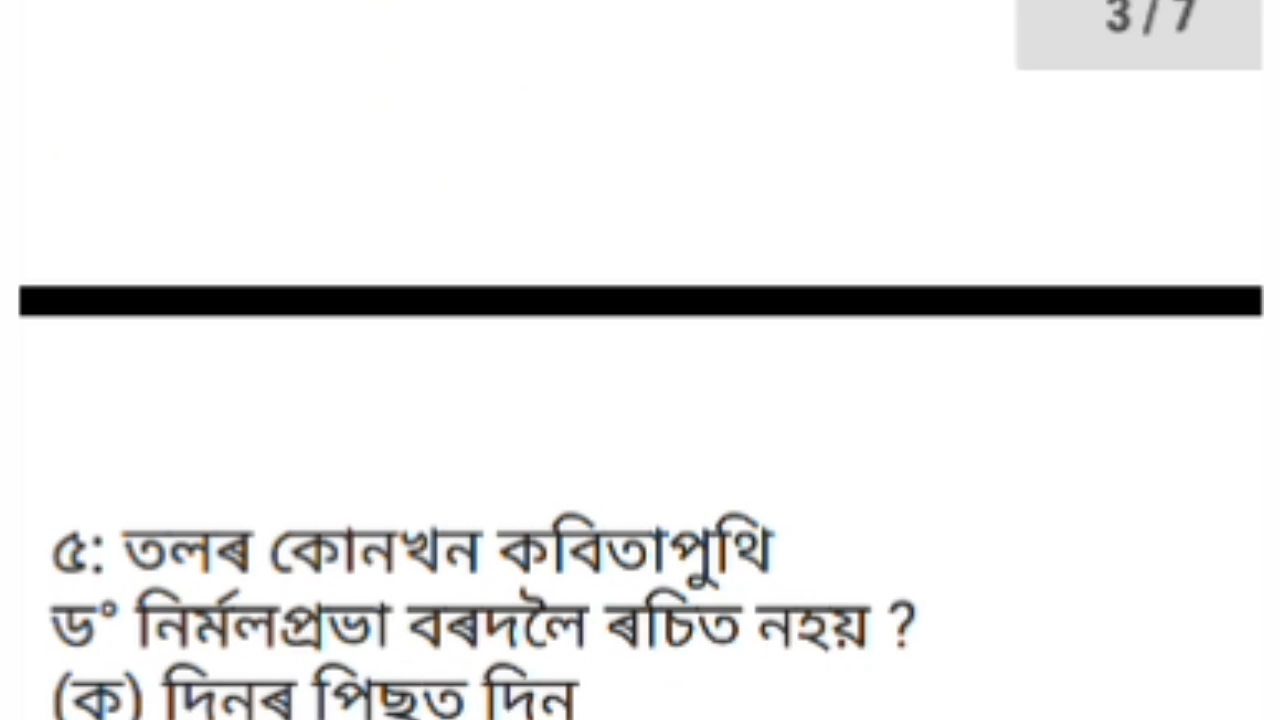 3 / 7
৫: তলৰ কোনখন কবিতাপুথি
ড° নিৰ্মলপ্ৰভা বৰদলৈ ৰচিত নহয় ?
(ক) দিনৰ পিছত দিন